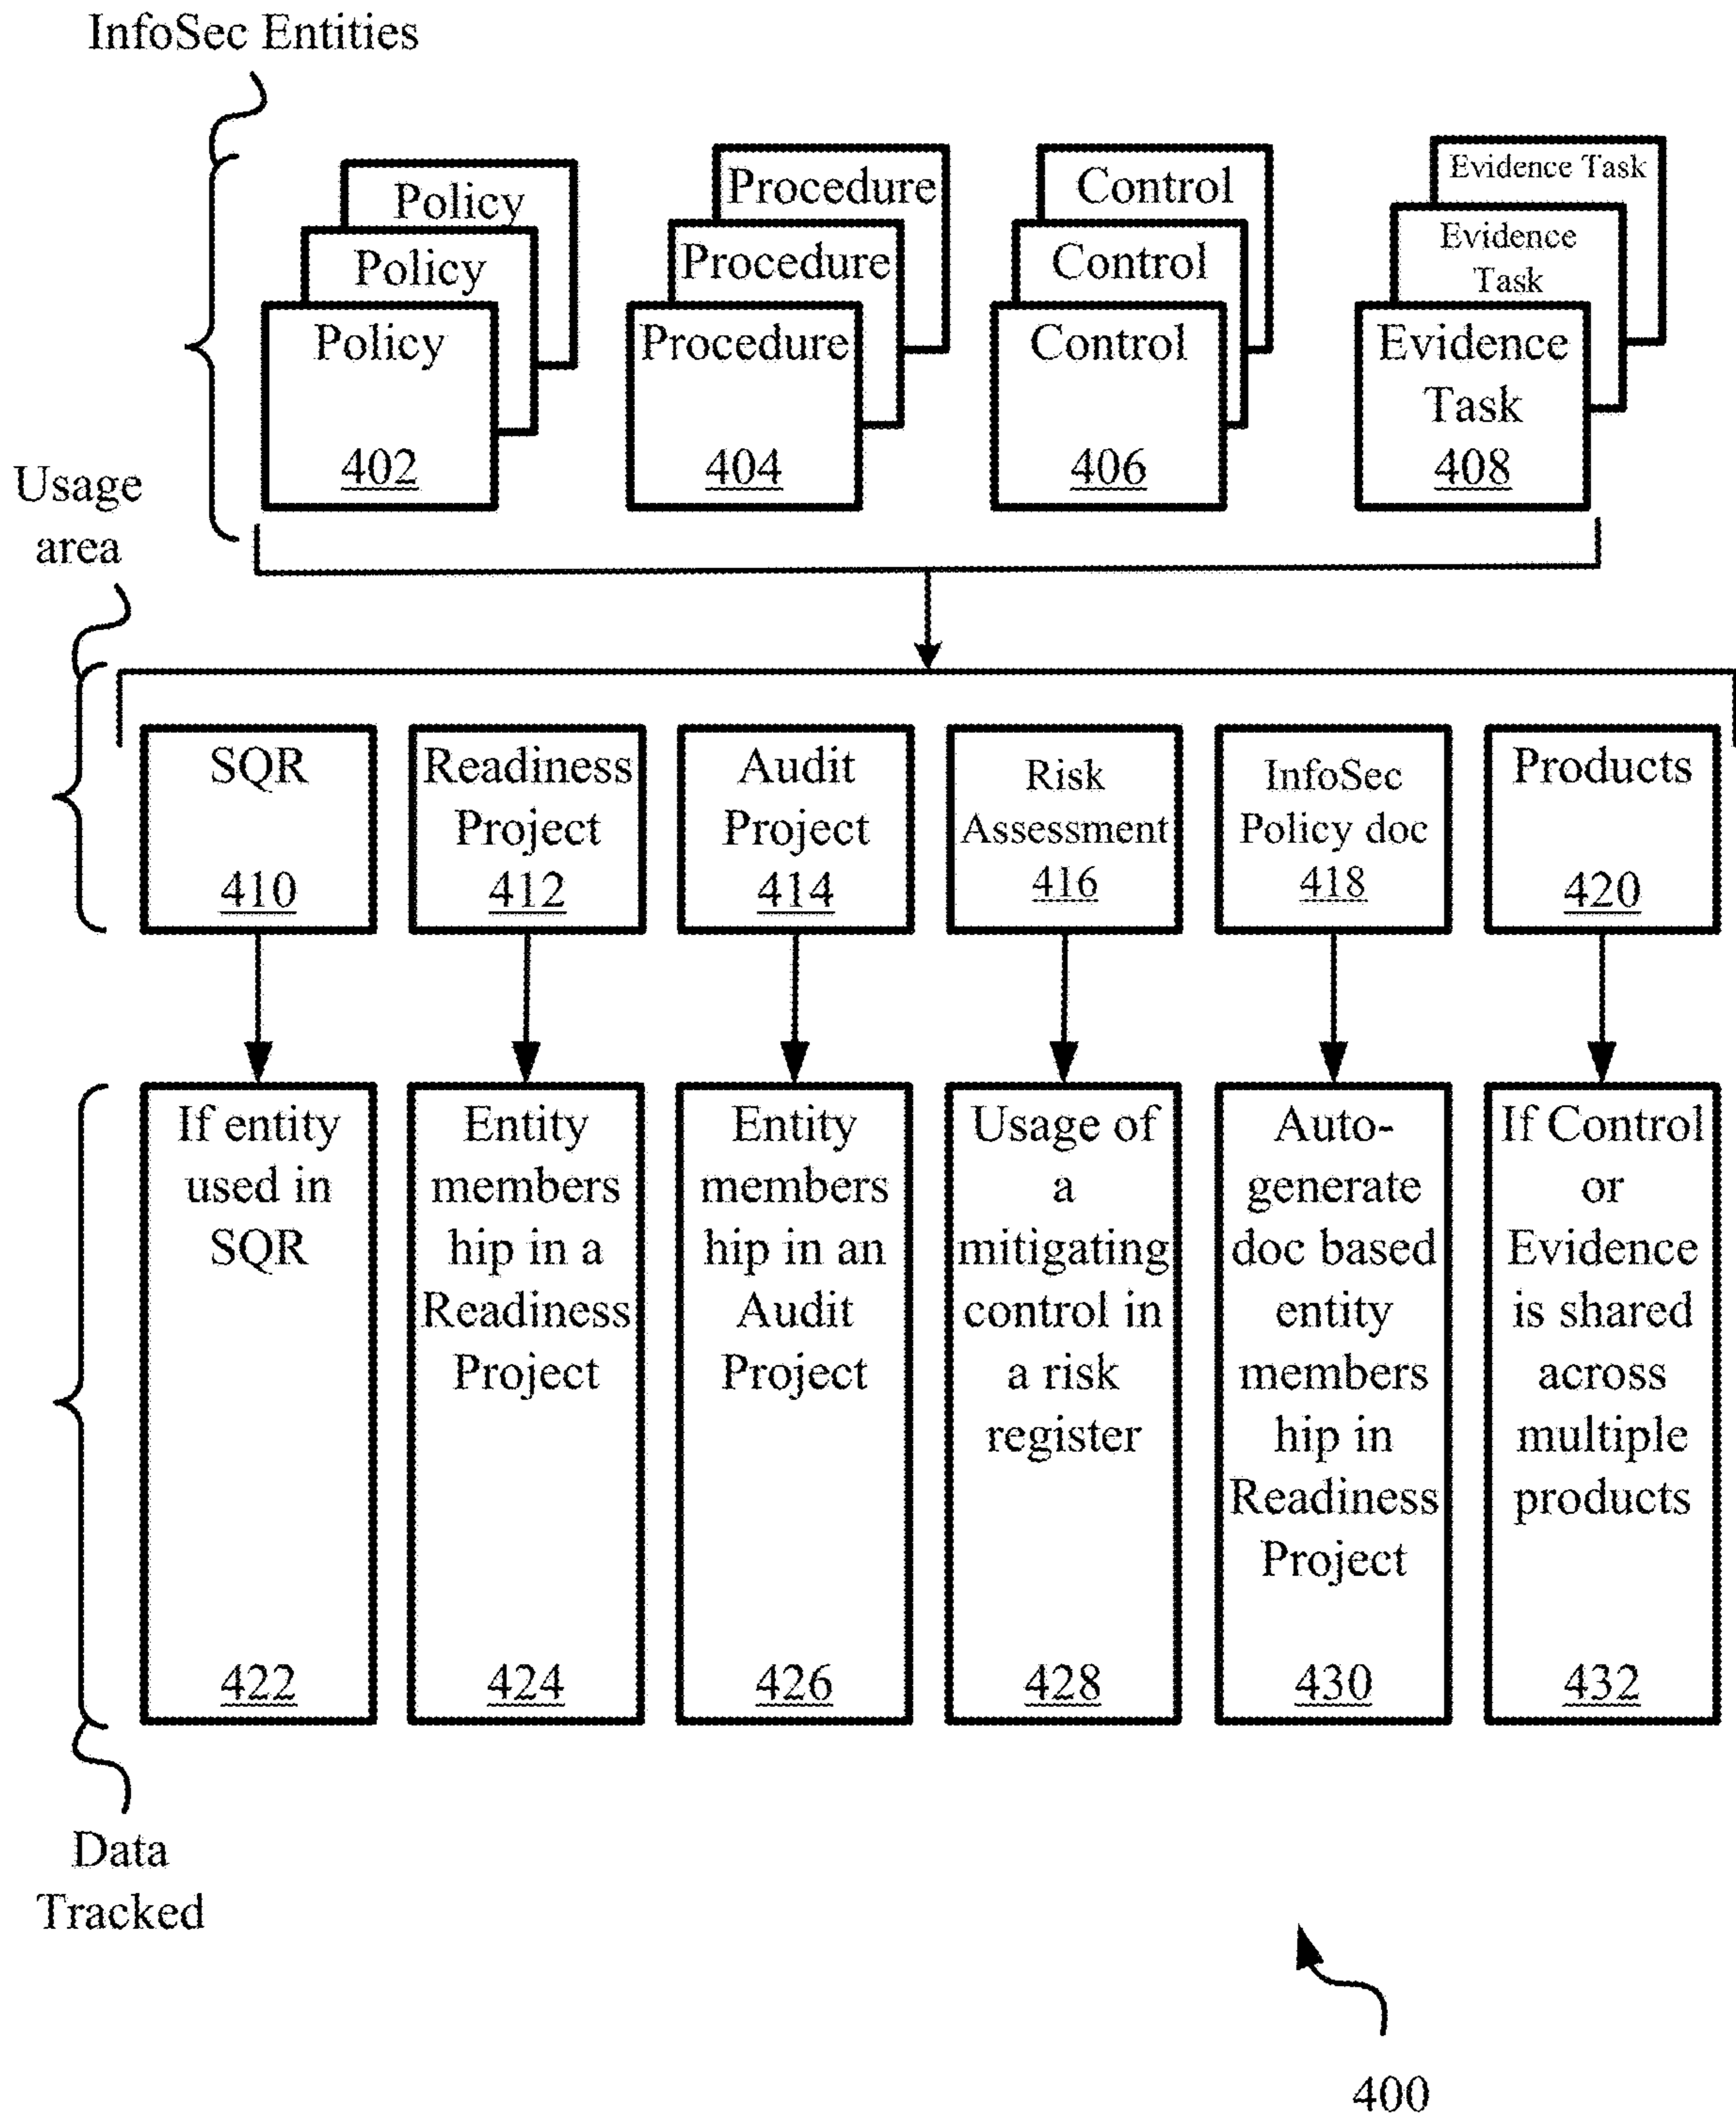 InfoSec Entities
Policy
Policy
Policy
402
Procedure
Procedure
Procedure
404
Control
Control
Control
406
Evidence Task
Evidence
Task
Evidence
Task
408
Usage
area
SQR
410
Readiness
Project
412
Audit
Project
414
Risk
Assessment
416
InfoSec
Policy doc
418
Products
420
If entity
used in
SQR
422
Entity
members
hip in a
Readiness
Project
424
Entity
members
hip in an
Audit
Project
426
Usage of
a
mitigating
control in
a risk
register
428
Auto-
generate
doc based
entity
members
hip in
Readiness
Project
430
If Control
or
Evidence
is shared
across
multiple
products
432
Data
Tracked
400